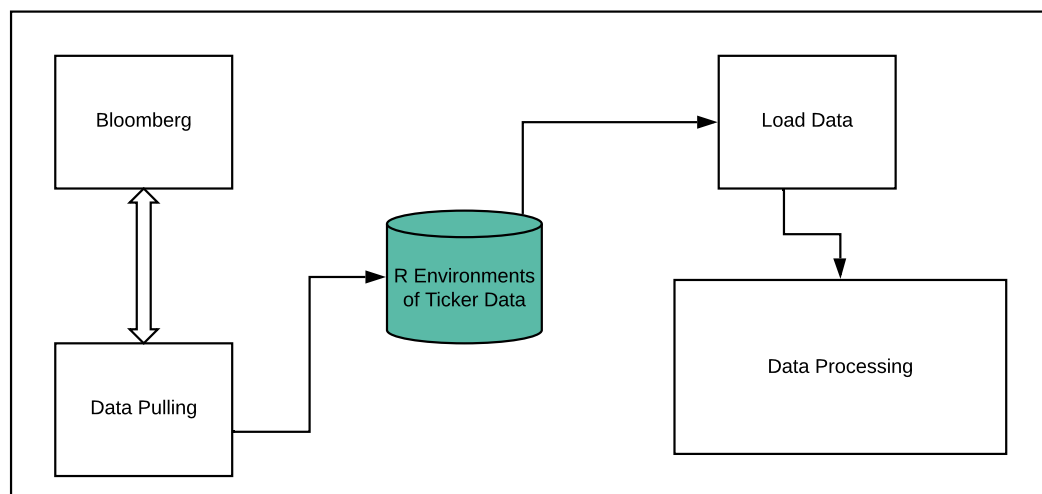 Bloomberg
Load Data
R Environments
of Ticker Data
Data Processing
Data Pulling